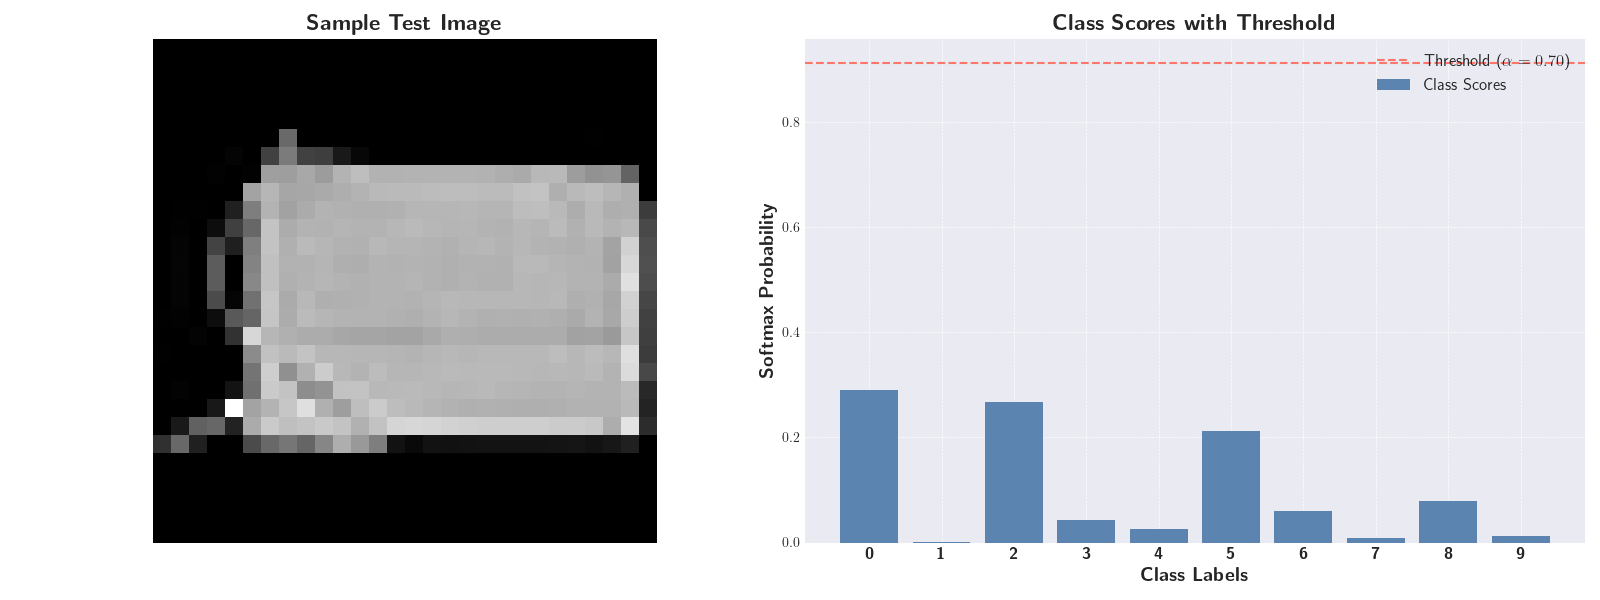 Sample Test Image
Class Scores with Threshold
Threshold (α = 0.70)
Class Scores
Softmax Probability
0.8
0.6
0.4
0.2
0.0
0 1 2 3 4 5 6 7 8 9
Class Labels